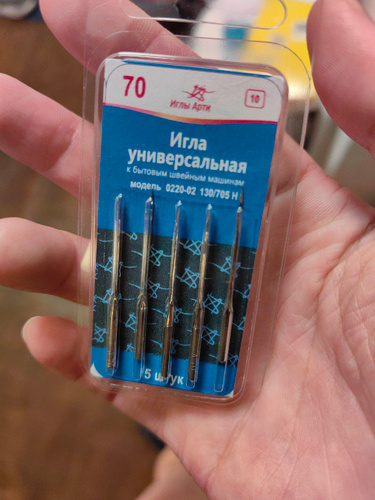 70
Иглы Арти
10
Игла
универсальная
к бытовым швейным машинам
модель 0220-02 130/705 H
5 штук